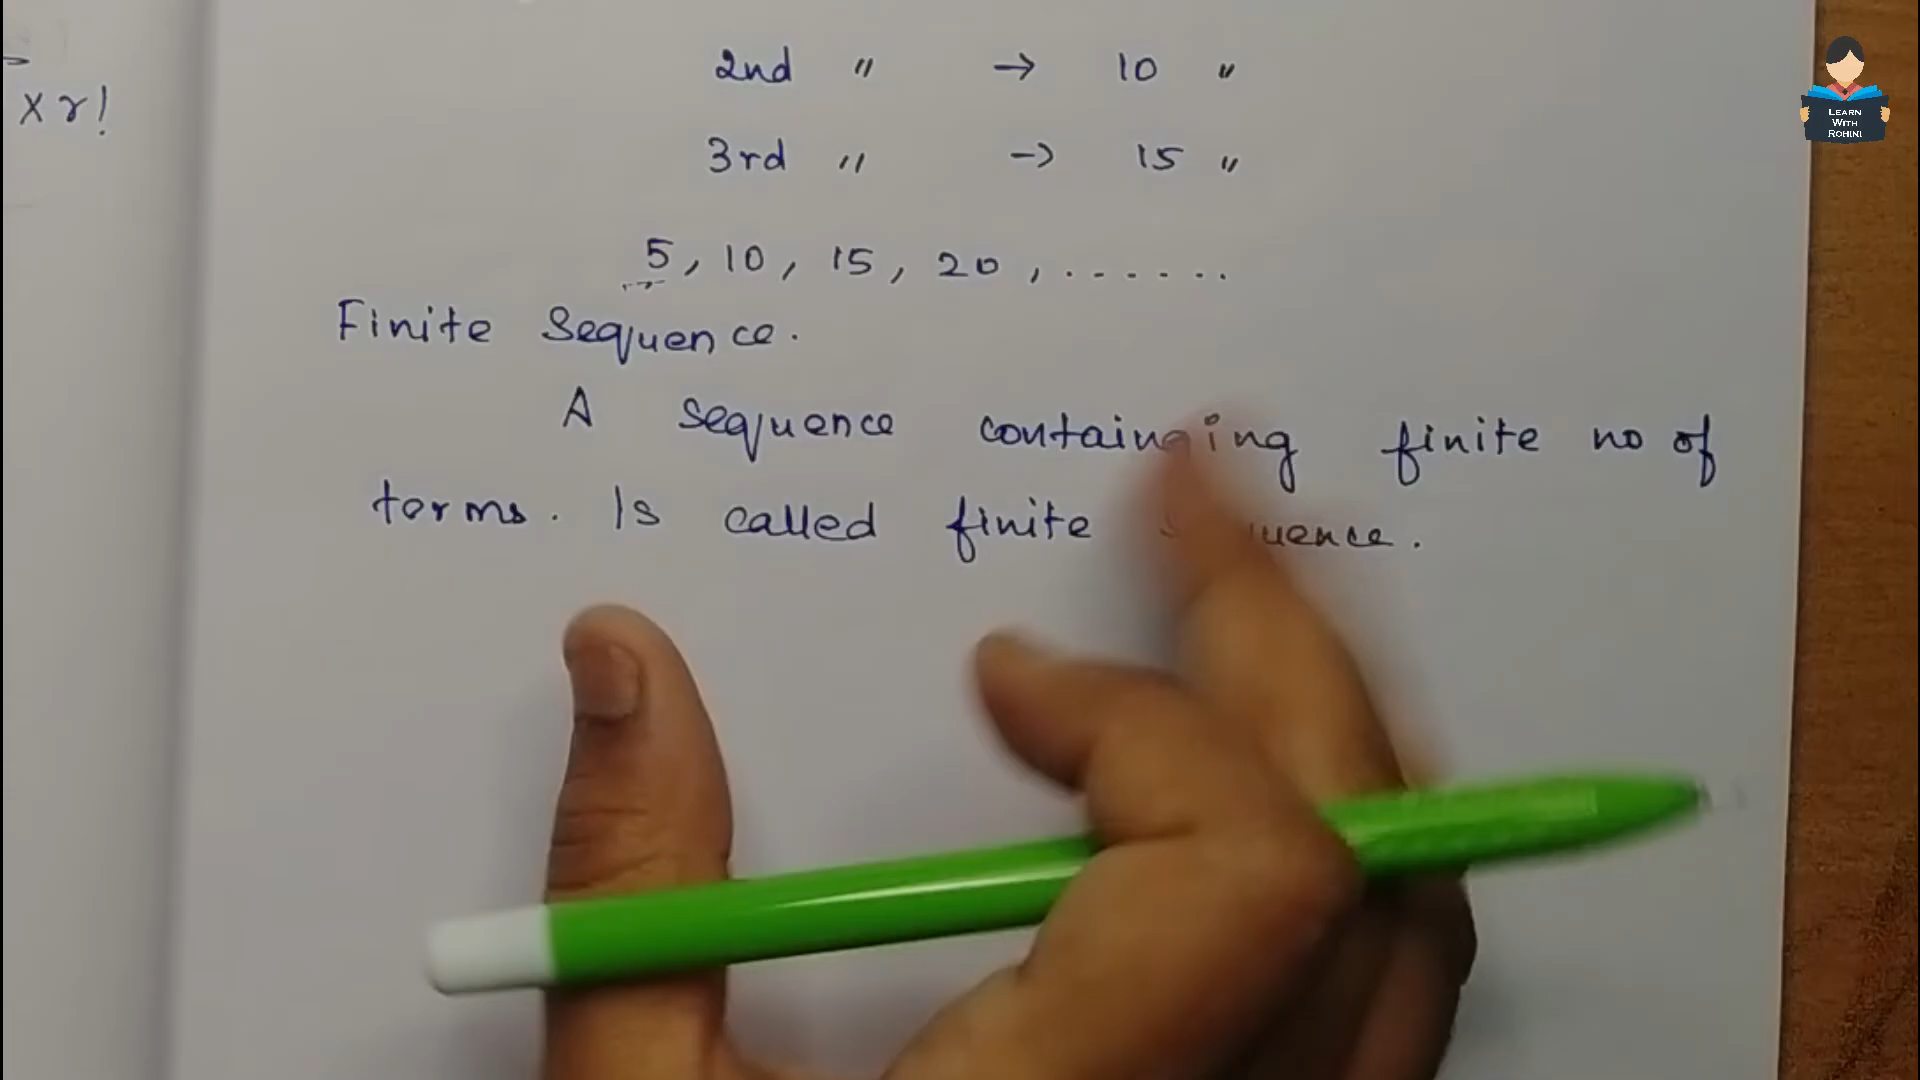 x r!
2nd " → 10 "
3rd " → 15 "
5, 10, 15, 20, ......
Finite Sequence.
A sequence containing finite no of
terms. Is called finite
LEARN
WITH
ROHINI